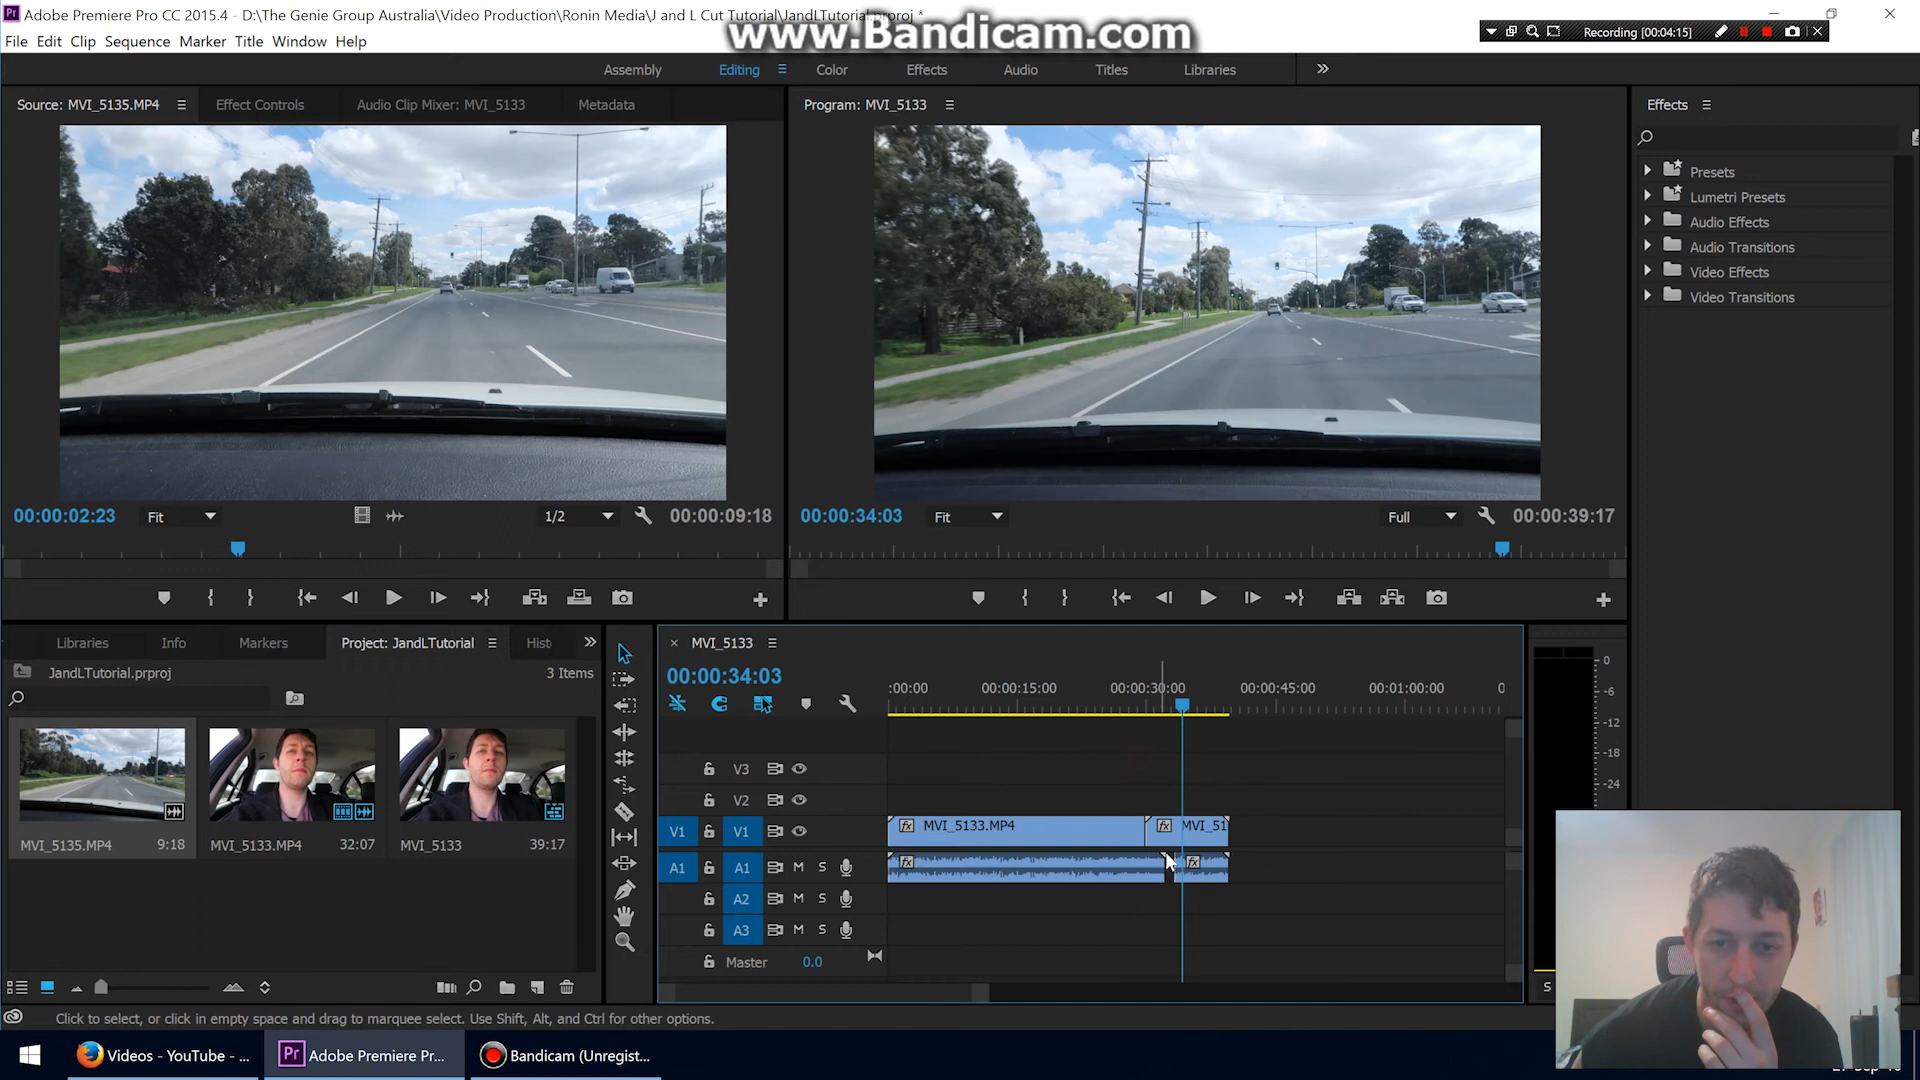 Adobe Premiere Pro CC 2015.4 - D:\The Genie Group Australia\Video Production\Ronin Media\J and L Cut Tutorial\JandLTutorial.prproj *
www.Bandicam.com
Recording [00:04:15]
File Edit Clip Sequence Marker Title Window Help
Assembly Editing Color Effects Audio Titles Libraries
Source: MVI_5135.MP4 Effect Controls Audio Clip Mixer: MVI_5133 Metadata
Program: MVI_5133
Effects
Presets
Lumetri Presets
Audio Effects
Audio Transitions
Video Effects
Video Transitions
00:00:02:23 Fit 1/2 00:00:09:18
00:00:34:03 Fit Full 00:00:39:17
Libraries Info Markers Project: JandLTutorial Hist
JandLTutorial.prproj 3 Items
MVI_5135.MP4 9:18
MVI_5133.MP4 32:07
MVI_5133 39:17
MVI_5133
00:00:34:03
:00:00 00:00:15:00 00:00:30:00 00:00:45:00 00:01:00:00 0
V3
V2
V1 V1 fx MVI_5133.MP4 fx MVI_51
A1 A1 M S fx fx
A2 M S
A3 M S
Master 0.0
0
-6
-12
-18
-24
S
Click to select, or click in empty space and drag to marquee select. Use Shift, Alt, and Ctrl for other options.
Videos - YouTube - ...
Pr Adobe Premiere Pr...
Bandicam (Unregist...